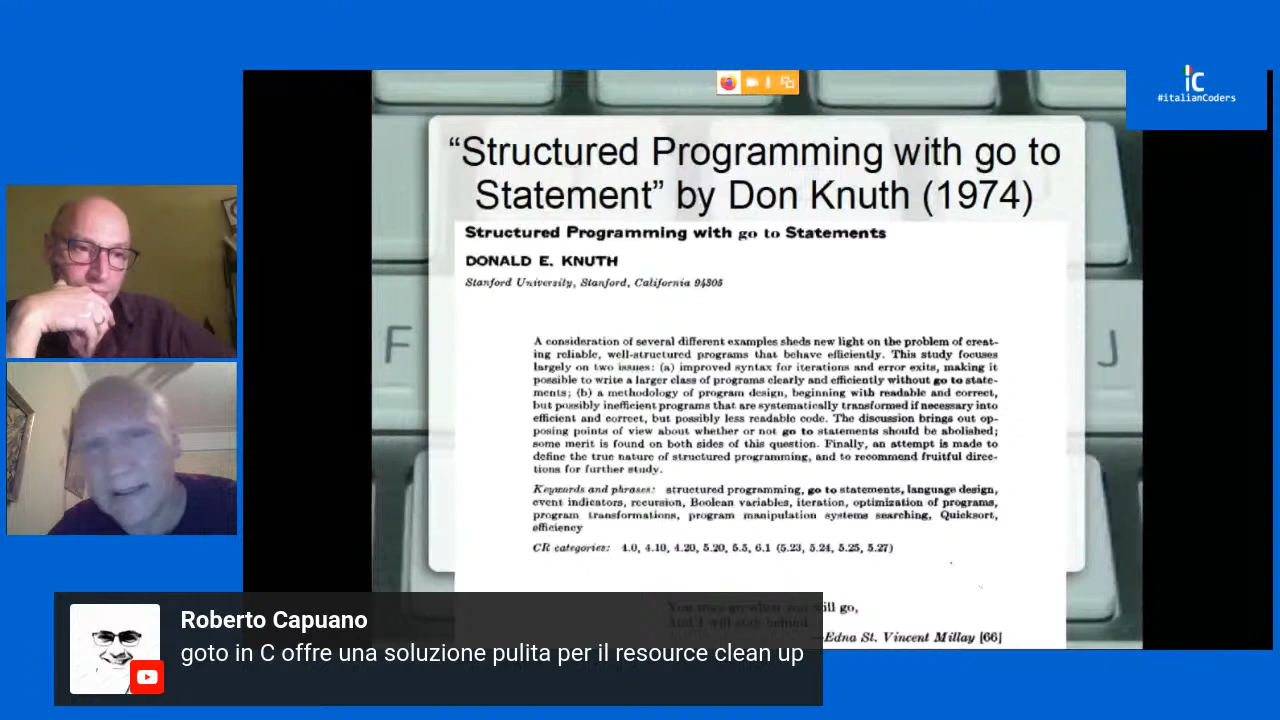 iC
#italianCoders
“Structured Programming with go to
Statement” by Don Knuth (1974)
Structured Programming with go to Statements
DONALD E. KNUTH
Stanford University, Stanford, California 94305
A consideration of several different examples sheds new light on the problem of creat-
ing reliable, well-structured programs that behave efficiently. This study focuses
largely on two issues: (a) improved syntax for iterations and error exits, making it
possible to write a larger class of programs clearly and efficiently without go to state-
ments; (b) a methodology of program design, beginning with readable and correct,
but possibly inefficient programs that are systematically transformed if necessary into
efficient and correct, but possibly less readable code. The discussion brings out op-
posing points of view about whether or not go to statements should be abolished;
some merit is found on both sides of this question. Finally, an attempt is made to
define the true nature of structured programming, and to recommend fruitful direc-
tions for further study.
Keywords and phrases: structured programming, go to statements, language design,
event indicators, recursion, Boolean variables, iteration, optimization of programs,
program transformations, program manipulation systems searching, Quicksort,
efficiency
CR categories: 4.0, 4.10, 4.20, 5.20, 5.5, 6.1 (5.23, 5.24, 5.25, 5.27)
You may go when you will go,
And I will stay behind.
—Edna St. Vincent Millay [66]
F
J
Roberto Capuano
goto in C offre una soluzione pulita per il resource clean up